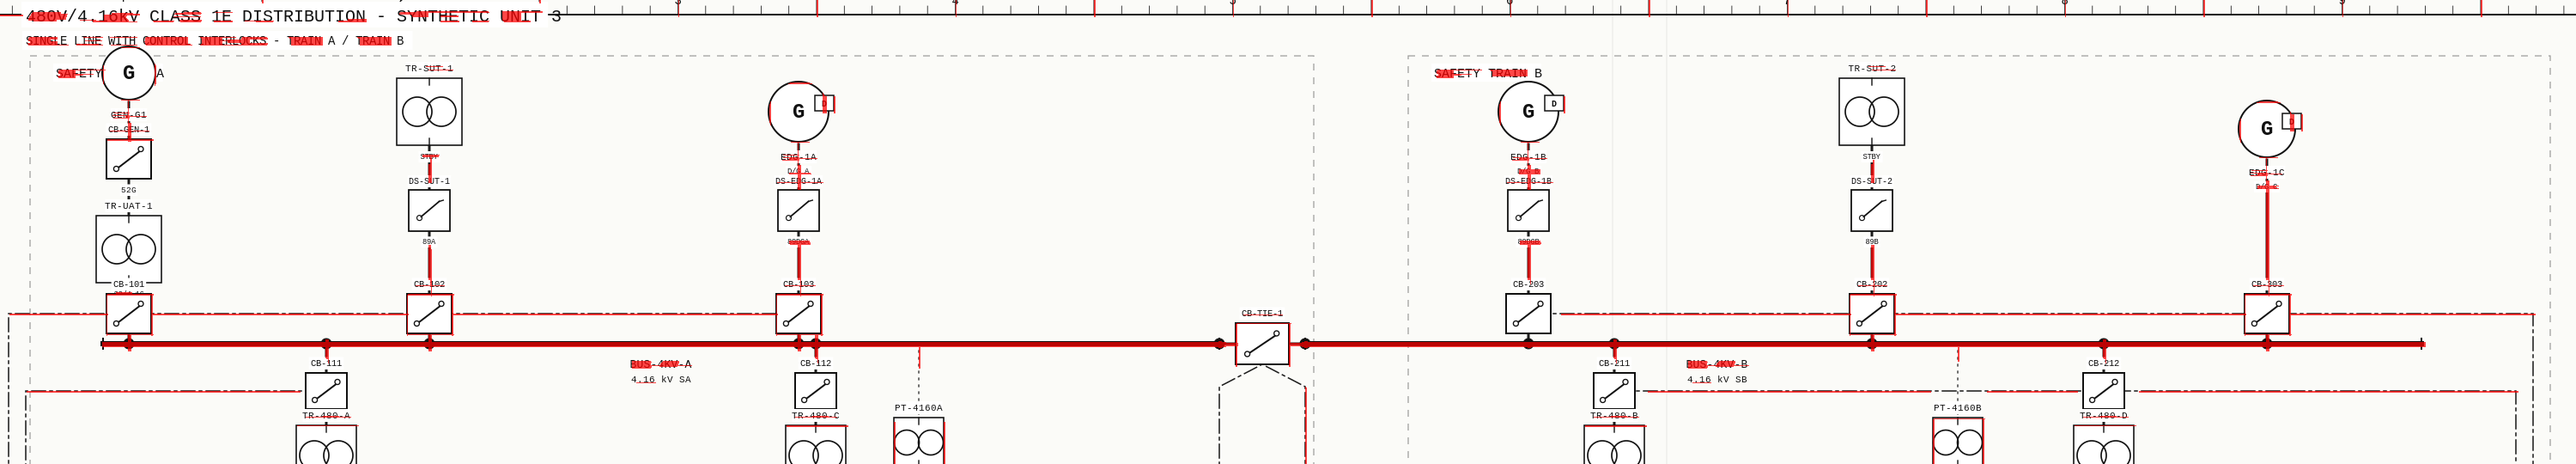 480V/4.16kV CLASS 1E DISTRIBUTION - SYNTHETIC UNIT 3
SINGLE LINE WITH CONTROL INTERLOCKS - TRAIN A / TRAIN B
SAFETY A
G
GEN-G1
CB-GEN-1
52G
TR-UAT-1
CB-101
TR-SUT-1
STBY
DS-SUT-1
89A
CB-102
G
D
EDG-1A
D/G A
DS-EDG-1A
CB-103
CB-TIE-1
SAFETY TRAIN B
G
D
EDG-1B
D/G B
DS-EDG-1B
CB-203
TR-SUT-2
STBY
DS-SUT-2
89B
CB-202
G
D
EDG-1C
D/G C
CB-303
CB-111
TR-480-A
BUS-4KV-A
4.16 kV SA
CB-112
TR-480-C
PT-4160A
CB-211
TR-480-B
BUS-4KV-B
4.16 kV SB
PT-4160B
CB-212
TR-480-D